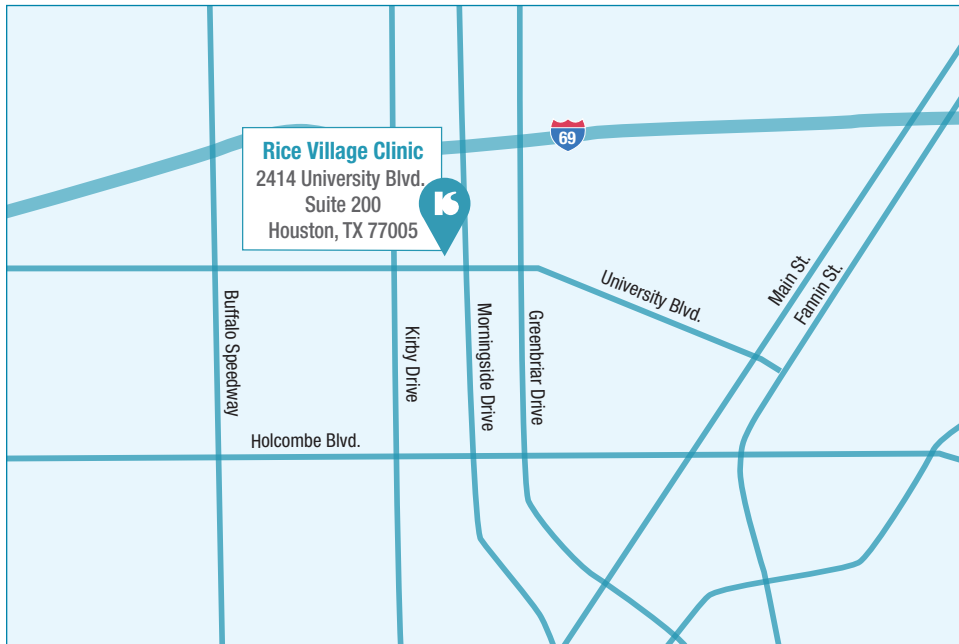 69
Rice Village Clinic
2414 University Blvd.
Suite 200
Houston, TX 77005
KS
University Blvd.
Main St.
Fannin St.
Buffalo Speedway
Kirby Drive
Morningside Drive
Greenbriar Drive
Holcombe Blvd.